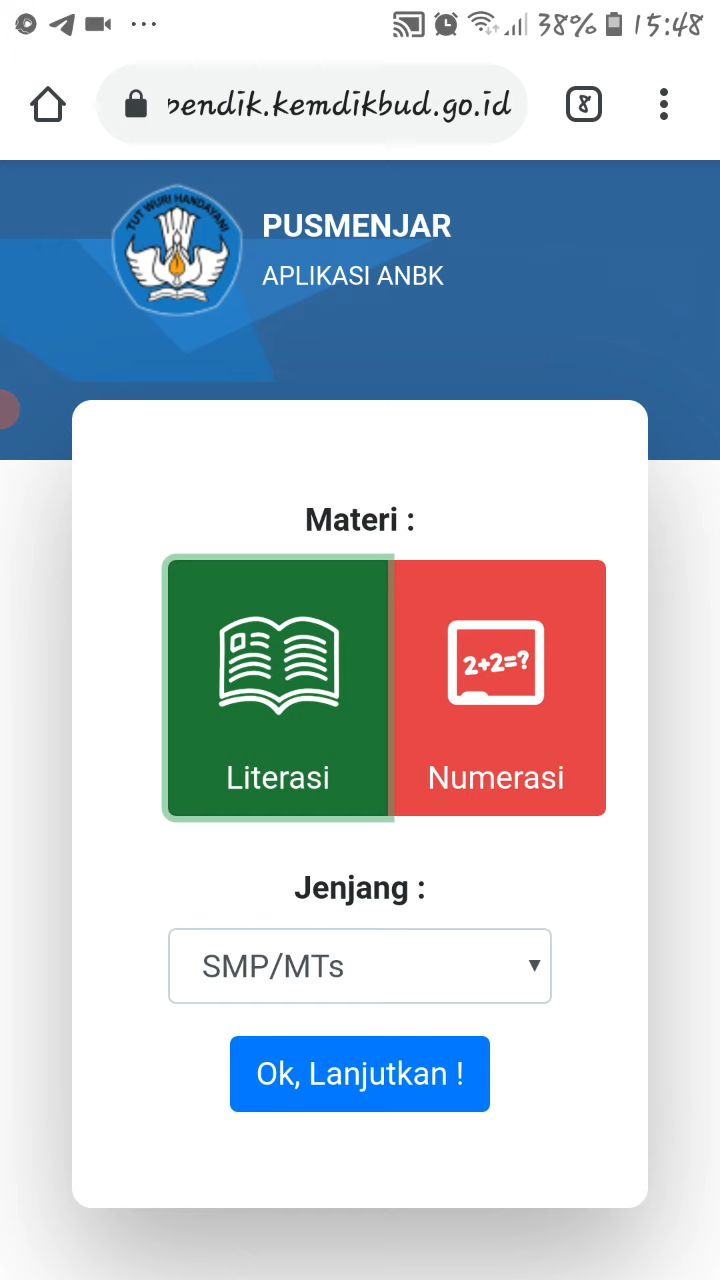 38% 15:48
pendik.kemdikbud.go.id 8
TUT WURI HANDAYANI
PUSMENJAR
APLIKASI ANBK
Materi :
2+2=?
Literasi Numerasi
Jenjang :
SMP/MTs
Ok, Lanjutkan !